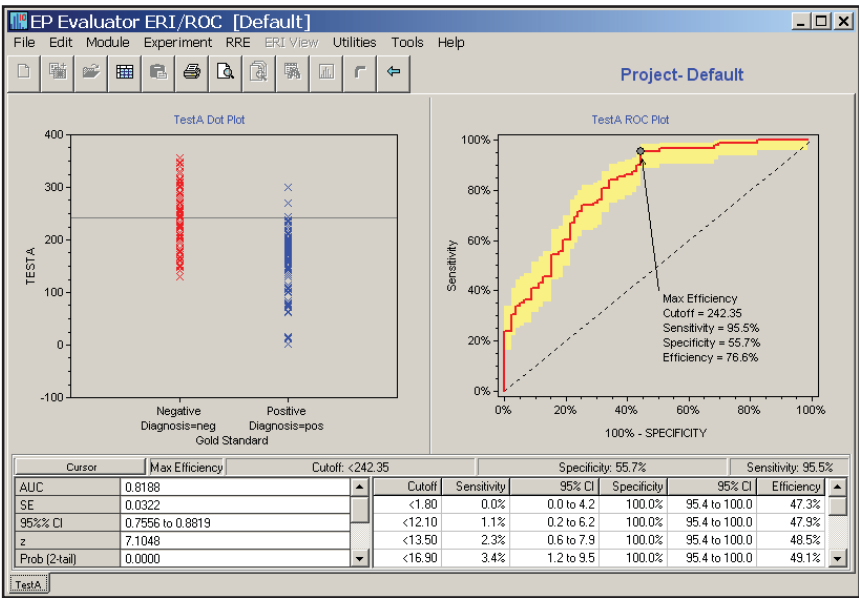 EP Evaluator ERI/ROC [Default]
File Edit Module Experiment RRE ERI View Utilities Tools Help
Project- Default
TestA Dot Plot
400
300
200
100
0
-100
TESTA
Negative
Diagnosis=neg
Positive
Diagnosis=pos
Gold Standard
TestA ROC Plot
100%
80%
60%
40%
20%
0%
Sensitivity
Max Efficiency
Cutoff = 242.35
Sensitivity = 95.5%
Specificity = 55.7%
Efficiency = 76.6%
0% 20% 40% 60% 80% 100%
100% - SPECIFICITY
Cursor Max Efficiency Cutoff: <242.35 Specificity: 55.7% Sensitivity: 95.5%
AUC 0.8188
SE 0.0322
95%% CI 0.7556 to 0.8819
z 7.1048
Prob (2-tail) 0.0000
Cutoff Sensitivity 95% CI Specificity 95% CI Efficiency
<1.80 0.0% 0.0 to 4.2 100.0% 95.4 to 100.0 47.3%
<12.10 1.1% 0.2 to 6.2 100.0% 95.4 to 100.0 47.9%
<13.50 2.3% 0.6 to 7.9 100.0% 95.4 to 100.0 48.5%
<16.90 3.4% 1.2 to 9.5 100.0% 95.4 to 100.0 49.1%
TestA